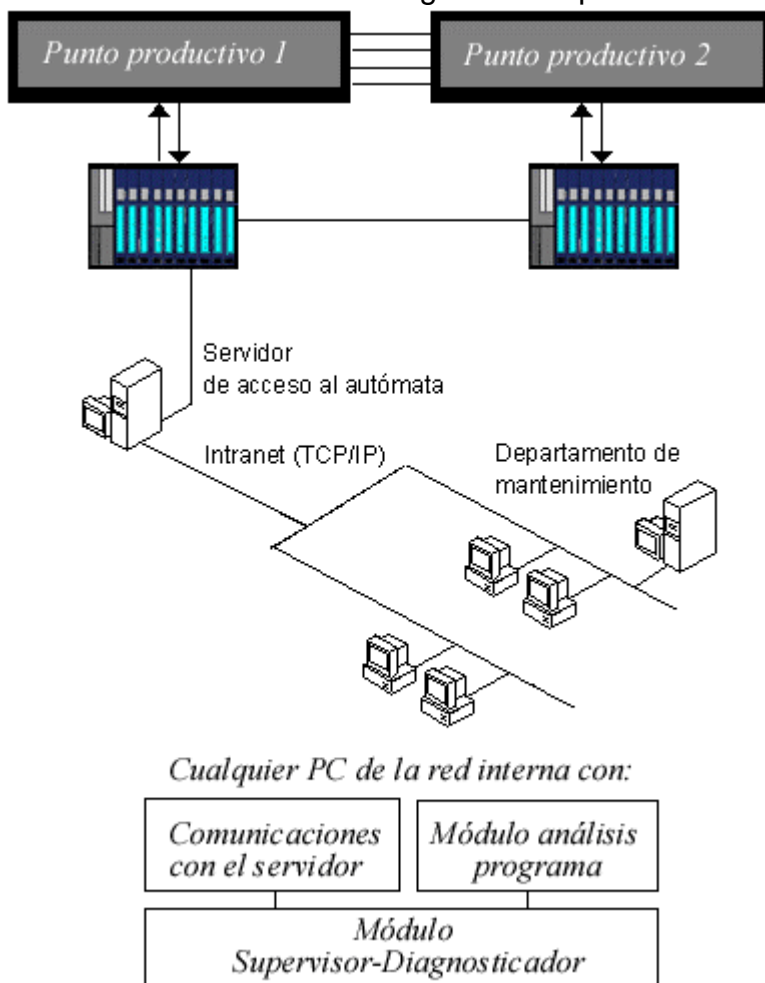 Punto productivo 1
Punto productivo 2
Servidor
de acceso al autómata
Intranet (TCP/IP)
Departamento de
mantenimiento
Cualquier PC de la red interna con:
Comunicaciones
con el servidor
Módulo análisis
programa
Módulo
Supervisor-Diagnosticador